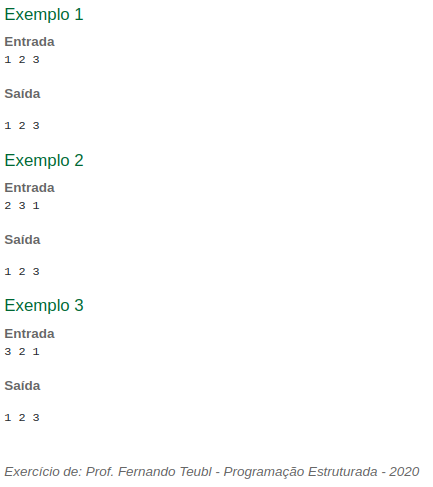 Exemplo 1
Entrada
1 2 3
Saída
1 2 3
Exemplo 2
Entrada
2 3 1
Saída
1 2 3
Exemplo 3
Entrada
3 2 1
Saída
1 2 3
Exercício de: Prof. Fernando Teubl - Programação Estruturada - 2020